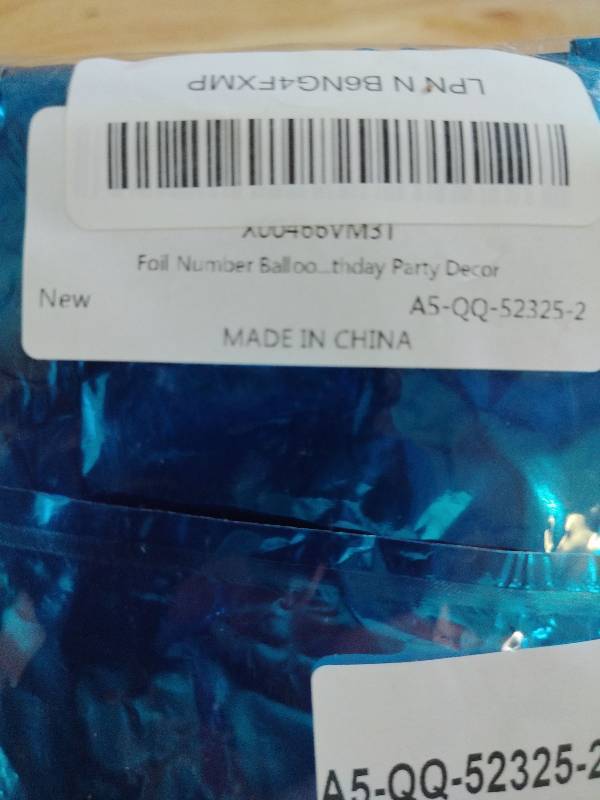 LPN N B6NG4FXMP
X00466VM3T
Foil Number Balloo...thday Party Decor
New A5-QQ-52325-2
MADE IN CHINA
A5-QQ-52325-2